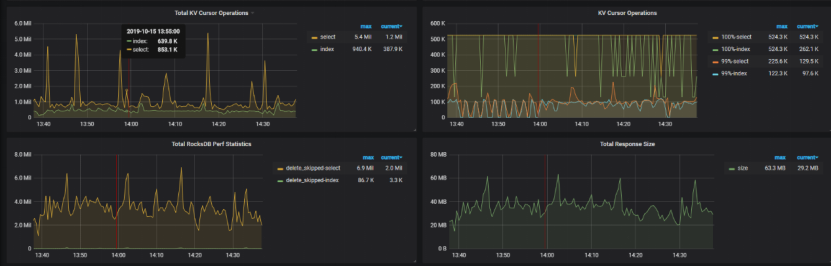 Total KV Cursor Operations
6.0 Mil
5.0 Mil
4.0 Mil
3.0 Mil
2.0 Mil
1.0 Mil
0
13:40 13:50 14:00 14:10 14:20 14:30
2019-10-15 13:55:00
index: 639.8 K
select: 853.1 K
max current
select 5.4 Mil 1.2 Mil
index 940.4 K 387.9 K
KV Cursor Operations
600 K
500 K
400 K
300 K
200 K
100 K
0
13:40 13:50 14:00 14:10 14:20 14:30
max current
100%-select 524.3 K 524.3 K
100%-index 524.3 K 262.1 K
99%-select 225.6 K 129.5 K
99%-index 122.3 K 97.6 K
Total RocksDB Perf Statistics
8.0 Mil
6.0 Mil
4.0 Mil
2.0 Mil
0
13:40 13:50 14:00 14:10 14:20 14:30
max current
delete_skipped-select 6.9 Mil 2.0 Mil
delete_skipped-index 86.7 K 3.3 K
Total Response Size
80 MB
60 MB
40 MB
20 MB
0 B
13:40 13:50 14:00 14:10 14:20 14:30
max current
size 63.3 MB 29.2 MB